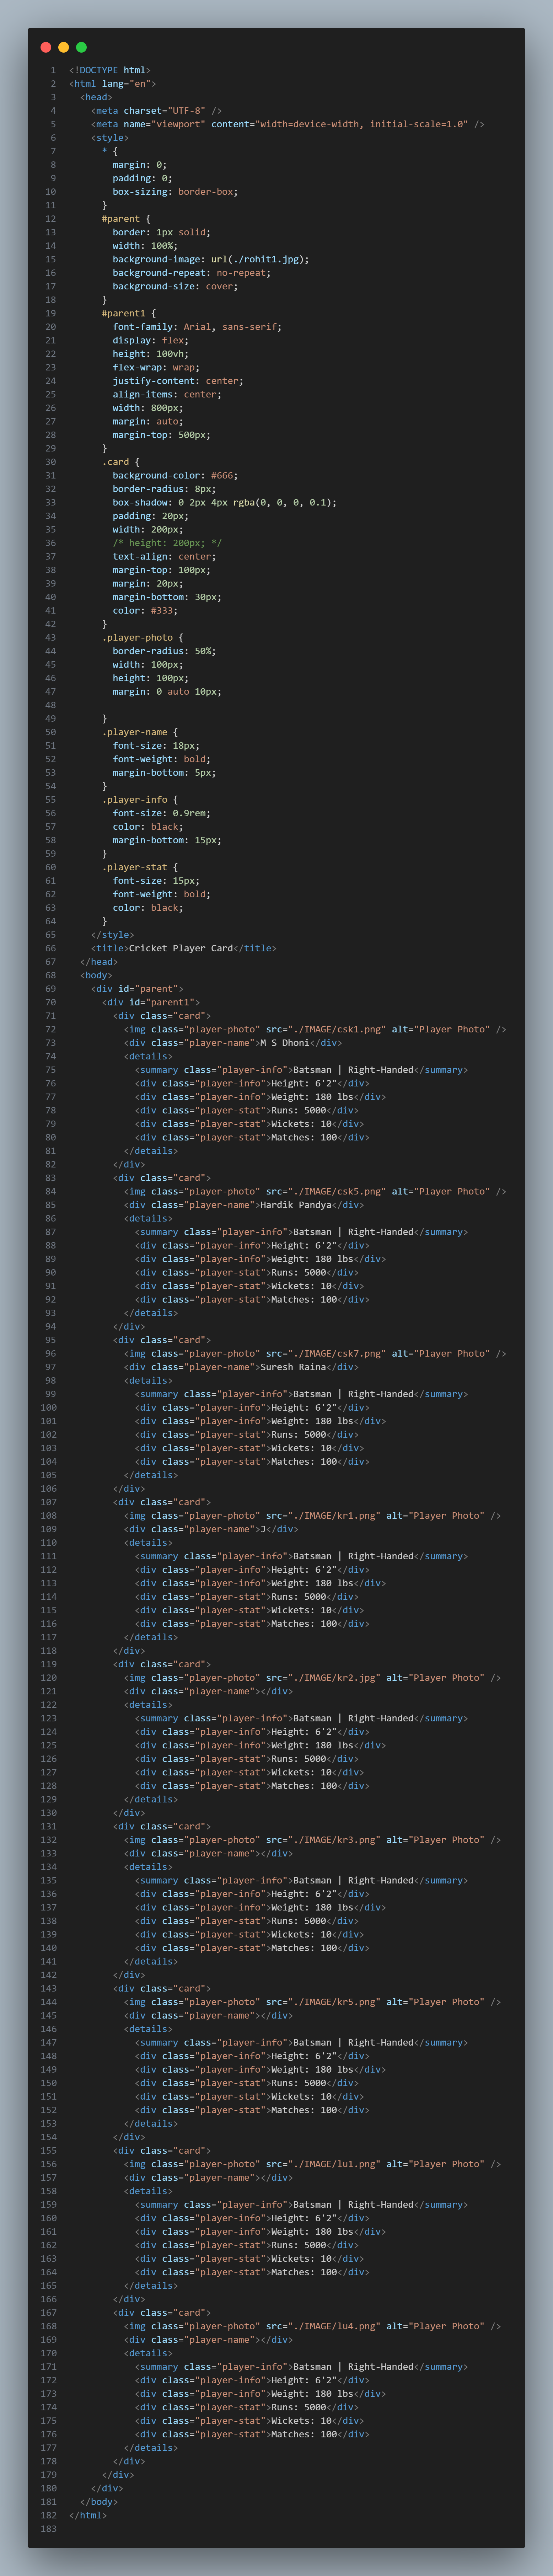 1 <!DOCTYPE html>
2 <html lang="en">
3   <head>
4     <meta charset="UTF-8" />
5     <meta name="viewport" content="width=device-width, initial-scale=1.0" />
6     <style>
7       * {
8         margin: 0;
9         padding: 0;
10         box-sizing: border-box;
11       }
12       #parent {
13         border: 1px solid;
14         width: 100%;
15         background-image: url(./rohit1.jpg);
16         background-repeat: no-repeat;
17         background-size: cover;
18       }
19       #parent1 {
20         font-family: Arial, sans-serif;
21         display: flex;
22         height: 100vh;
23         flex-wrap: wrap;
24         justify-content: center;
25         align-items: center;
26         width: 800px;
27         margin: auto;
28         margin-top: 500px;
29       }
30       .card {
31         background-color: #666;
32         border-radius: 8px;
33         box-shadow: 0 2px 4px rgba(0, 0, 0, 0.1);
34         padding: 20px;
35         width: 200px;
36         /* height: 200px; */
37         text-align: center;
38         margin-top: 100px;
39         margin: 20px;
40         margin-bottom: 30px;
41         color: #333;
42       }
43       .player-photo {
44         border-radius: 50%;
45         width: 100px;
46         height: 100px;
47         margin: 0 auto 10px;
48
49       }
50       .player-name {
51         font-size: 18px;
52         font-weight: bold;
53         margin-bottom: 5px;
54       }
55       .player-info {
56         font-size: 0.9rem;
57         color: black;
58         margin-bottom: 15px;
59       }
60       .player-stat {
61         font-size: 15px;
62         font-weight: bold;
63         color: black;
64       }
65     </style>
66     <title>Cricket Player Card</title>
67   </head>
68   <body>
69     <div id="parent">
70       <div id="parent1">
71         <div class="card">
72           <img class="player-photo" src="./IMAGE/csk1.png" alt="Player Photo" />
73           <div class="player-name">M S Dhoni</div>
74           <details>
75             <summary class="player-info">Batsman | Right-Handed</summary>
76             <div class="player-info">Height: 6'2"</div>
77             <div class="player-info">Weight: 180 lbs</div>
78             <div class="player-stat">Runs: 5000</div>
79             <div class="player-stat">Wickets: 10</div>
80             <div class="player-stat">Matches: 100</div>
81           </details>
82         </div>
83         <div class="card">
84           <img class="player-photo" src="./IMAGE/csk5.png" alt="Player Photo" />
85           <div class="player-name">Hardik Pandya</div>
86           <details>
87             <summary class="player-info">Batsman | Right-Handed</summary>
88             <div class="player-info">Height: 6'2"</div>
89             <div class="player-info">Weight: 180 lbs</div>
90             <div class="player-stat">Runs: 5000</div>
91             <div class="player-stat">Wickets: 10</div>
92             <div class="player-stat">Matches: 100</div>
93           </details>
94         </div>
95         <div class="card">
96           <img class="player-photo" src="./IMAGE/csk7.png" alt="Player Photo" />
97           <div class="player-name">Suresh Raina</div>
98           <details>
99             <summary class="player-info">Batsman | Right-Handed</summary>
100             <div class="player-info">Height: 6'2"</div>
101             <div class="player-info">Weight: 180 lbs</div>
102             <div class="player-stat">Runs: 5000</div>
103             <div class="player-stat">Wickets: 10</div>
104             <div class="player-stat">Matches: 100</div>
105           </details>
106         </div>
107         <div class="card">
108           <img class="player-photo" src="./IMAGE/kr1.png" alt="Player Photo" />
109           <div class="player-name">J</div>
110           <details>
111             <summary class="player-info">Batsman | Right-Handed</summary>
112             <div class="player-info">Height: 6'2"</div>
113             <div class="player-info">Weight: 180 lbs</div>
114             <div class="player-stat">Runs: 5000</div>
115             <div class="player-stat">Wickets: 10</div>
116             <div class="player-stat">Matches: 100</div>
117           </details>
118         </div>
119         <div class="card">
120           <img class="player-photo" src="./IMAGE/kr2.jpg" alt="Player Photo" />
121           <div class="player-name"></div>
122           <details>
123             <summary class="player-info">Batsman | Right-Handed</summary>
124             <div class="player-info">Height: 6'2"</div>
125             <div class="player-info">Weight: 180 lbs</div>
126             <div class="player-stat">Runs: 5000</div>
127             <div class="player-stat">Wickets: 10</div>
128             <div class="player-stat">Matches: 100</div>
129           </details>
130         </div>
131         <div class="card">
132           <img class="player-photo" src="./IMAGE/kr3.png" alt="Player Photo" />
133           <div class="player-name"></div>
134           <details>
135             <summary class="player-info">Batsman | Right-Handed</summary>
136             <div class="player-info">Height: 6'2"</div>
137             <div class="player-info">Weight: 180 lbs</div>
138             <div class="player-stat">Runs: 5000</div>
139             <div class="player-stat">Wickets: 10</div>
140             <div class="player-stat">Matches: 100</div>
141           </details>
142         </div>
143         <div class="card">
144           <img class="player-photo" src="./IMAGE/kr5.png" alt="Player Photo" />
145           <div class="player-name"></div>
146           <details>
147             <summary class="player-info">Batsman | Right-Handed</summary>
148             <div class="player-info">Height: 6'2"</div>
149             <div class="player-info">Weight: 180 lbs</div>
150             <div class="player-stat">Runs: 5000</div>
151             <div class="player-stat">Wickets: 10</div>
152             <div class="player-stat">Matches: 100</div>
153           </details>
154         </div>
155         <div class="card">
156           <img class="player-photo" src="./IMAGE/lu1.png" alt="Player Photo" />
157           <div class="player-name"></div>
158           <details>
159             <summary class="player-info">Batsman | Right-Handed</summary>
160             <div class="player-info">Height: 6'2"</div>
161             <div class="player-info">Weight: 180 lbs</div>
162             <div class="player-stat">Runs: 5000</div>
163             <div class="player-stat">Wickets: 10</div>
164             <div class="player-stat">Matches: 100</div>
165           </details>
166         </div>
167         <div class="card">
168           <img class="player-photo" src="./IMAGE/lu4.png" alt="Player Photo" />
169           <div class="player-name"></div>
170           <details>
171             <summary class="player-info">Batsman | Right-Handed</summary>
172             <div class="player-info">Height: 6'2"</div>
173             <div class="player-info">Weight: 180 lbs</div>
174             <div class="player-stat">Runs: 5000</div>
175             <div class="player-stat">Wickets: 10</div>
176             <div class="player-stat">Matches: 100</div>
177           </details>
178         </div>
179       </div>
180     </div>
181   </body>
182 </html>
183